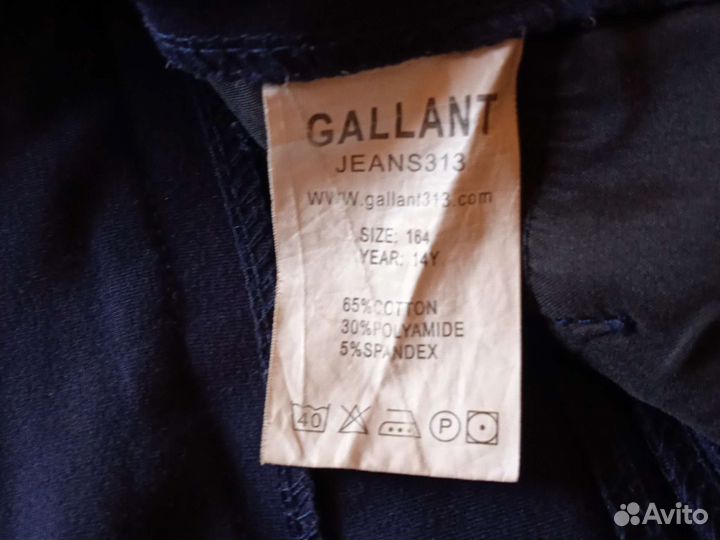 GALLANT
JEANS313
www.gallant313.com
SIZE: 164
YEAR: 14Y
65%COTTON
30%POLYAMIDE
5%SPANDEX
40 P
Avito